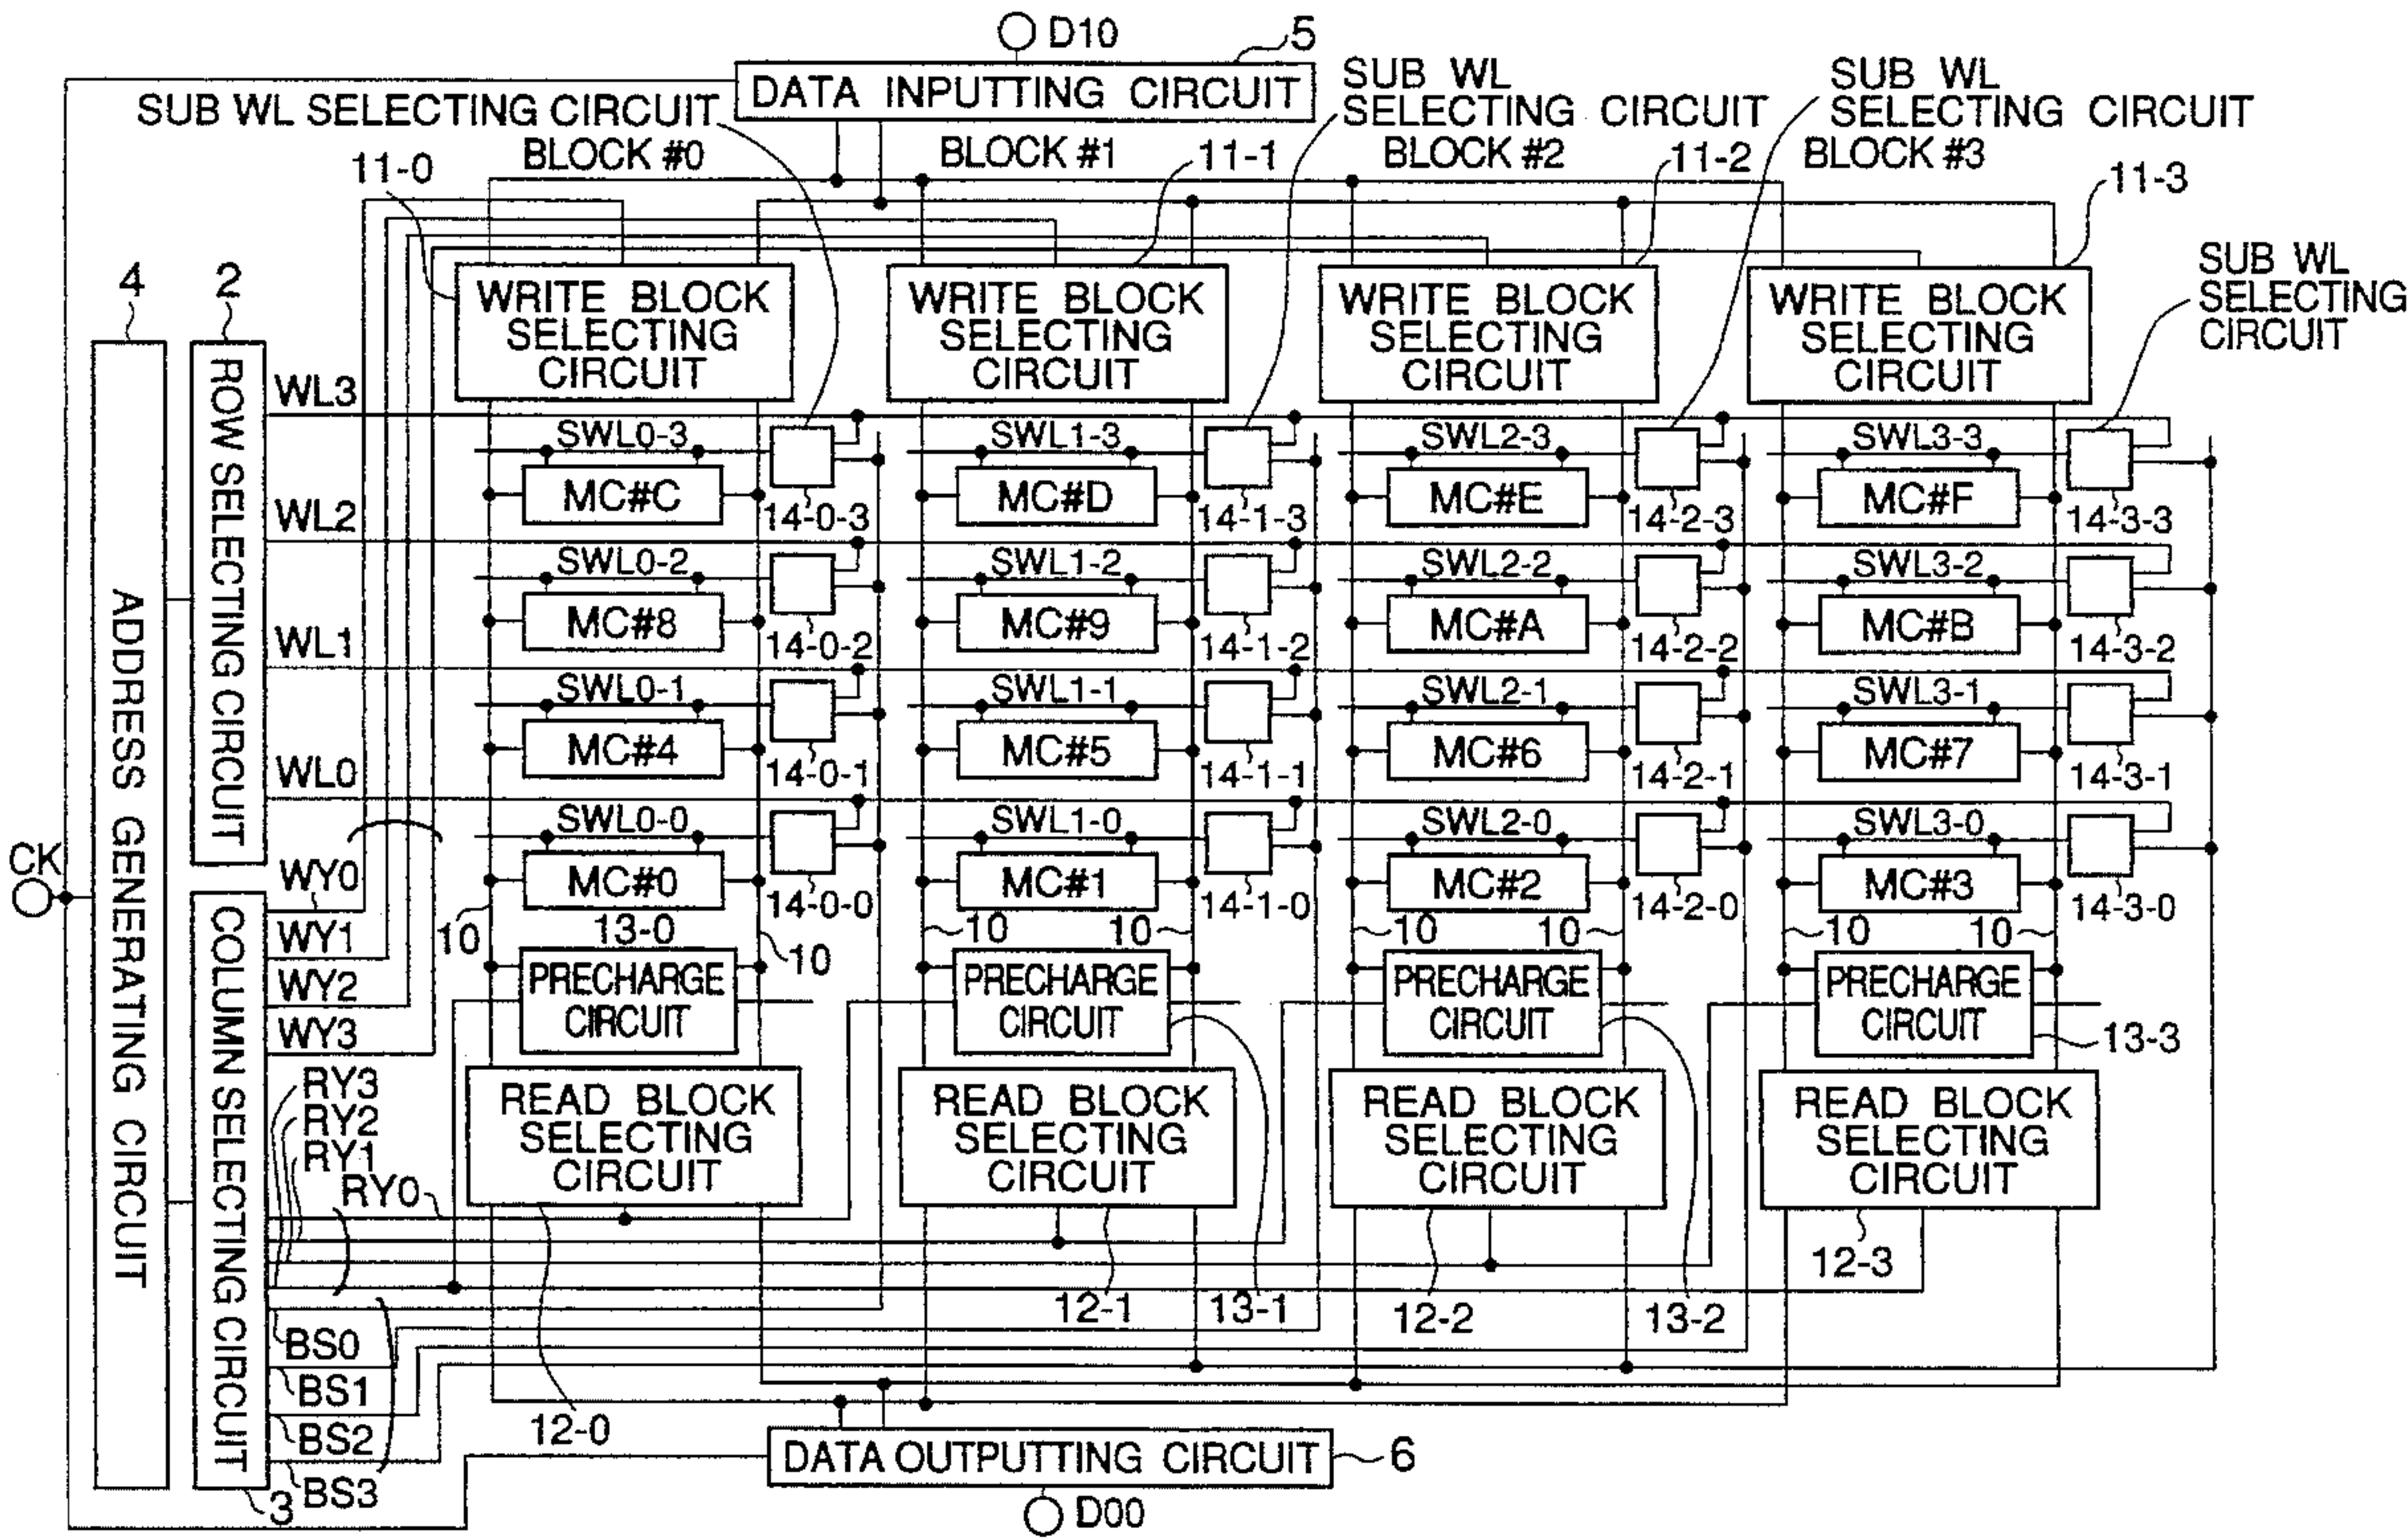 D10
5
DATA INPUTTING CIRCUIT
SUB WL SELECTING CIRCUIT
SUB WL
SELECTING CIRCUIT
SUB WL
SELECTING CIRCUIT
BLOCK #0
BLOCK #1
BLOCK #2
BLOCK #3
11-0
11-1
11-2
11-3
SUB WL
SELECTING
CIRCUIT
4
2
WRITE BLOCK
SELECTING
CIRCUIT
WRITE BLOCK
SELECTING
CIRCUIT
WRITE BLOCK
SELECTING
CIRCUIT
WRITE BLOCK
SELECTING
CIRCUIT
ADDRESS GENERATING CIRCUIT
ROW SELECTING CIRCUIT
WL3
SWL0-3
SWL1-3
SWL2-3
SWL3-3
MC#C
MC#D
MC#E
MC#F
14-0-3
14-1-3
14-2-3
14-3-3
WL2
SWL0-2
SWL1-2
SWL2-2
SWL3-2
MC#8
MC#9
MC#A
MC#B
14-0-2
14-1-2
14-2-2
14-3-2
WL1
SWL0-1
SWL1-1
SWL2-1
SWL3-1
MC#4
MC#5
MC#6
MC#7
14-0-1
14-1-1
14-2-1
14-3-1
WL0
SWL0-0
SWL1-0
SWL2-0
SWL3-0
MC#0
MC#1
MC#2
MC#3
14-0-0
14-1-0
14-2-0
14-3-0
CK
COLUMN SELECTING CIRCUIT
WY0
WY1
WY2
WY3
10
13-0
10
10
10
10
10
10
10
PRECHARGE
CIRCUIT
PRECHARGE
CIRCUIT
PRECHARGE
CIRCUIT
PRECHARGE
CIRCUIT
13-3
RY3
RY2
RY1
RY0
READ BLOCK
SELECTING
CIRCUIT
READ BLOCK
SELECTING
CIRCUIT
READ BLOCK
SELECTING
CIRCUIT
READ BLOCK
SELECTING
CIRCUIT
12-3
12-1
13-1
12-2
13-2
BS0
BS1
BS2
BS3
12-0
3
DATA OUTPUTTING CIRCUIT
6
D00